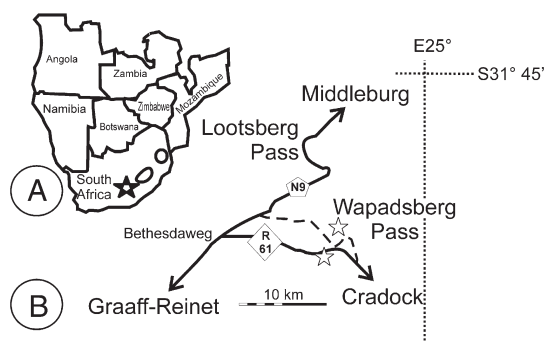 Angola
Zambia
Namibia
Zimbabwe
Mozambique
Botswana
South
Africa
A
E25°
S31° 45'
Middleburg
Lootsberg
Pass
N9
Wapadsberg
Pass
Bethesdaweg
R
61
B
Graaff-Reinet
10 km
Cradock